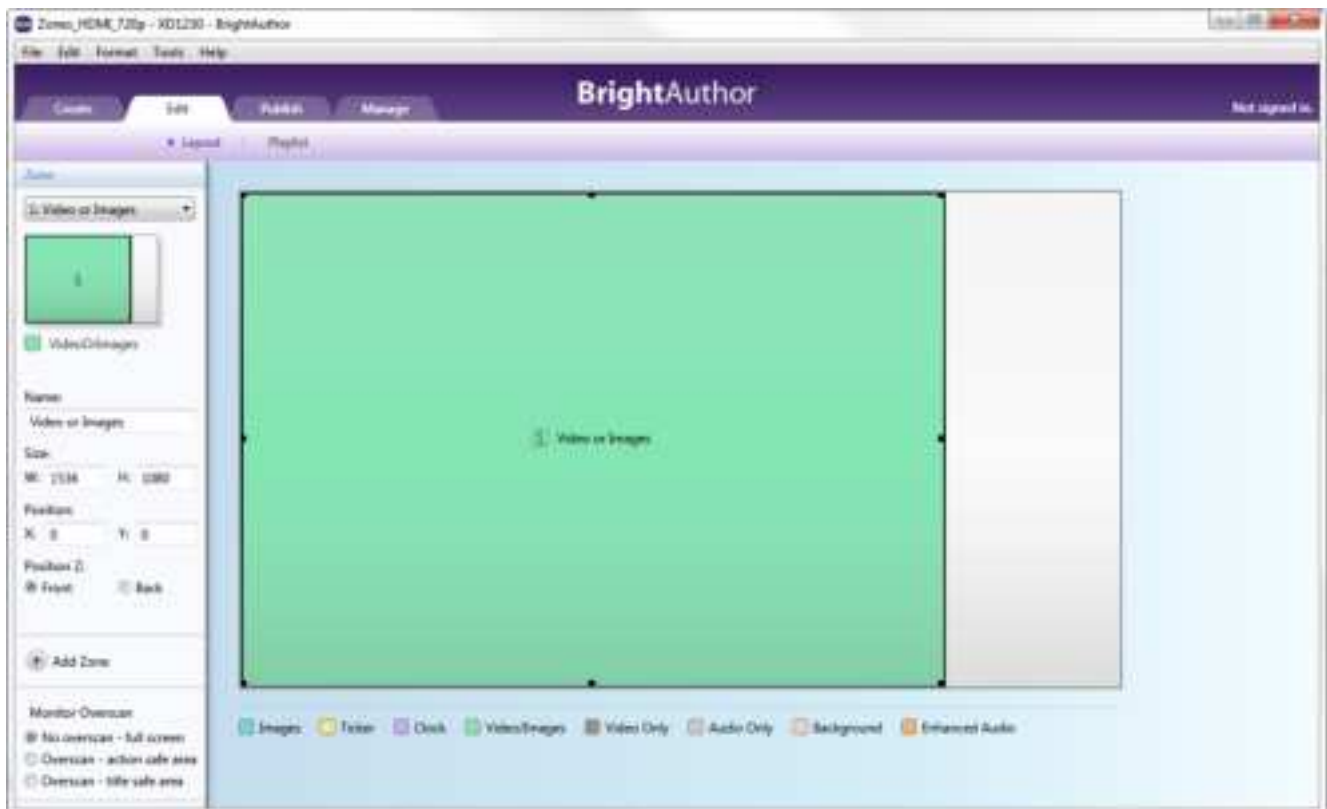 Zones_HDMI_720p - XD1230 - BrightAuthor
File Edit Format Tools Help
BrightAuthor
Create Edit Publish Manage
Not signed in.
Layout Playlist
Zone
1: Video or Images
1
VideoOrImages
Name:
Video or Images
1 Video or Images
Size:
W: 1536 H: 1080
Position:
X: 0 Y: 0
Position Z:
Front Back
Add Zone
Monitor Overscan
No overscan - full screen
Overscan - action safe area
Overscan - title safe area
Images Ticker Clock Video/Images Video Only Audio Only Background Enhanced Audio